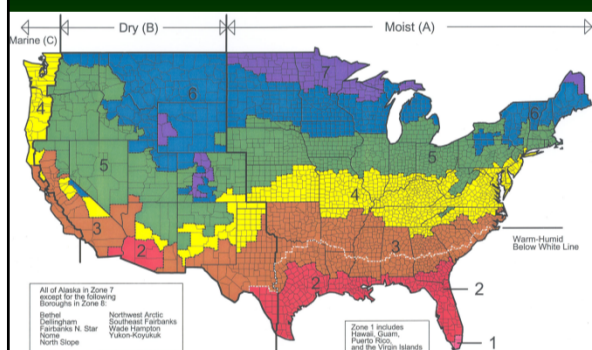 Marine (C)
Dry (B)
Moist (A)
7
6
6
4
5
5
4
3
3
2
2
Warm-Humid
Below White Line
2
1
All of Alaska in Zone 7
except for the following
Boroughs in Zone 8:
Bethel
Dellingham
Fairbanks N. Star
Nome
North Slope
Northwest Arctic
Southeast Fairbanks
Wade Hampton
Yukon-Koyukuk
Zone 1 includes
Hawaii, Guam,
Puerto Rico,
and the Virgin Islands